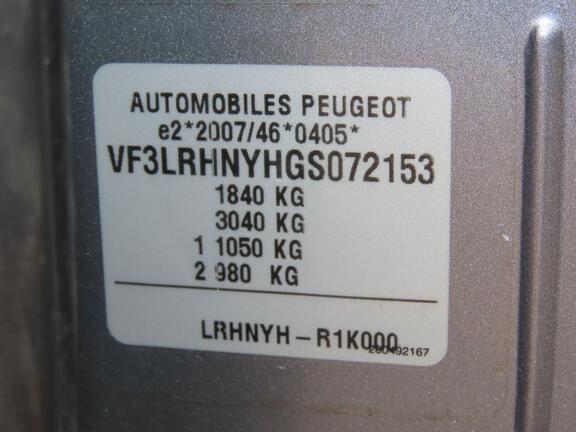 AUTOMOBILES PEUGEOT
e2*2007/46*0405*
VF3LRHNYHGS072153
1840 KG
3040 KG
1 1050 KG
2 980 KG
LRHNYH-R1K000
260492167